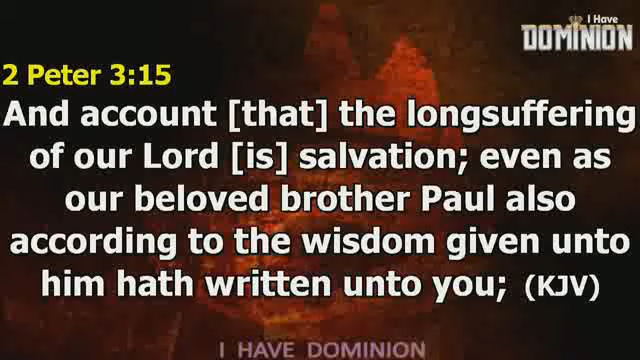 I Have
DOMINION
2 Peter 3:15
And account [that] the longsuffering
of our Lord [is] salvation; even as
our beloved brother Paul also
according to the wisdom given unto
him hath written unto you; (KJV)
I HAVE DOMINION